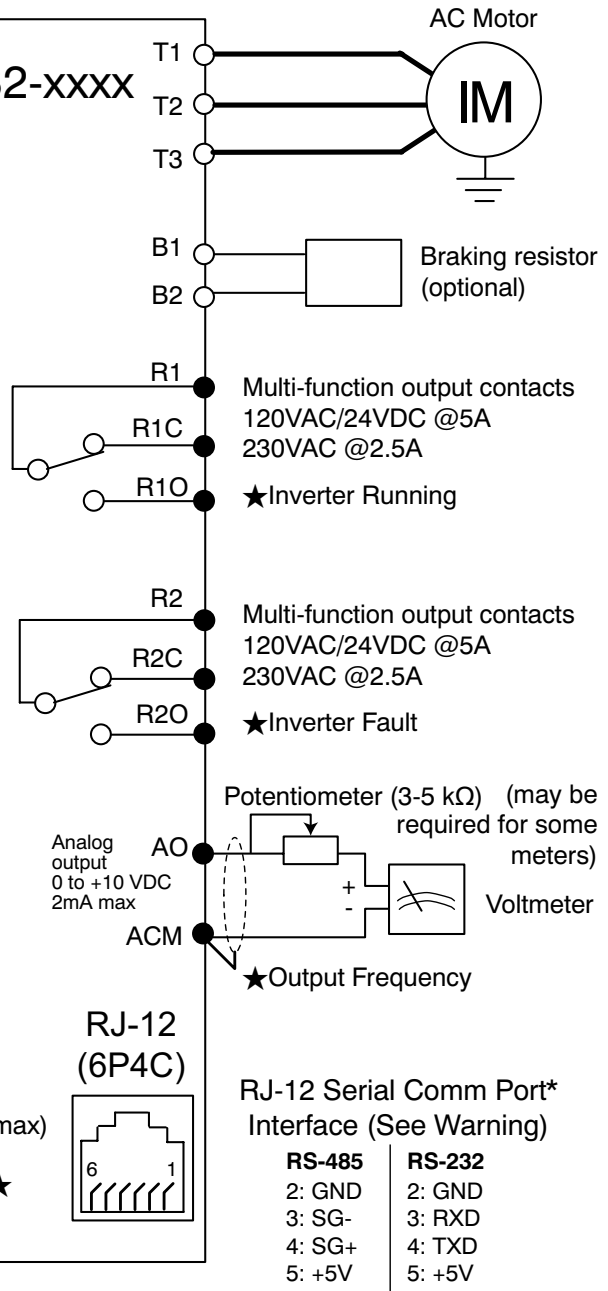 AC Motor
T1
S2-xxxx
T2
IM
T3
B1
Braking resistor
B2
(optional)
R1
Multi-function output contacts
120VAC/24VDC @5A
R1C
230VAC @2.5A
R1O
★Inverter Running
R2
Multi-function output contacts
120VAC/24VDC @5A
R2C
230VAC @2.5A
R2O
★Inverter Fault
Potentiometer (3-5 kΩ) (may be
required for some
meters)
Analog
output
0 to +10 VDC
2mA max
AO
+
-
Voltmeter
ACM
★Output Frequency
RJ-12
(6P4C)
max)
★
6 1
RJ-12 Serial Comm Port*
Interface (See Warning)
RS-485 RS-232
2: GND 2: GND
3: SG- 3: RXD
4: SG+ 4: TXD
5: +5V 5: +5V